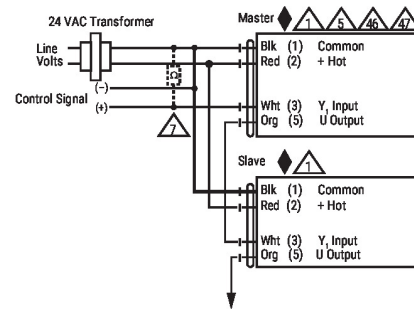 24 VAC Transformer
Line
Volts
Control Signal
(–)
(+)
Ω
7
Master
1
5
46
47
Blk (1) Common
Red (2) + Hot
Wht (3) Y₁ Input
Org (5) U Output
Slave
1
Blk (1) Common
Red (2) + Hot
Wht (3) Y₁ Input
Org (5) U Output